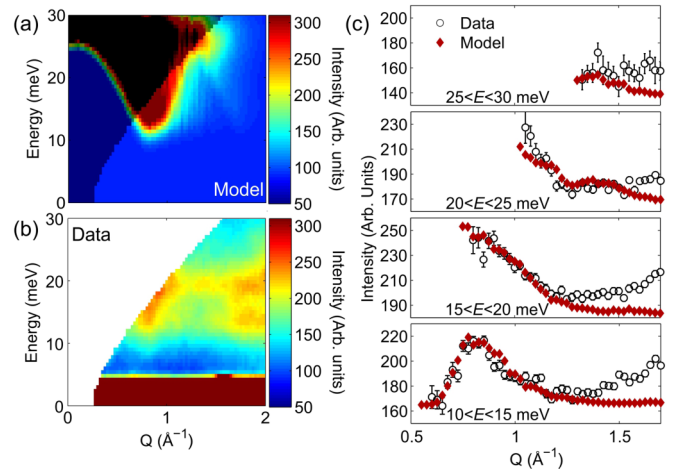 (a)
30
20
10
0
Energy (meV)
Model
300
250
200
150
100
50
Intensity (Arb. units)
(b)
Data
30
20
10
0
Energy (meV)
0
1
2
Q (Å⁻¹)
300
250
200
150
100
50
Intensity (Arb. units)
(c)
Data
Model
180
160
140
25<E<30 meV
230
210
190
170
20<E<25 meV
250
230
210
190
15<E<20 meV
220
200
180
160
10<E<15 meV
Intensity (Arb. Units)
0.5
1
1.5
Q (Å⁻¹)